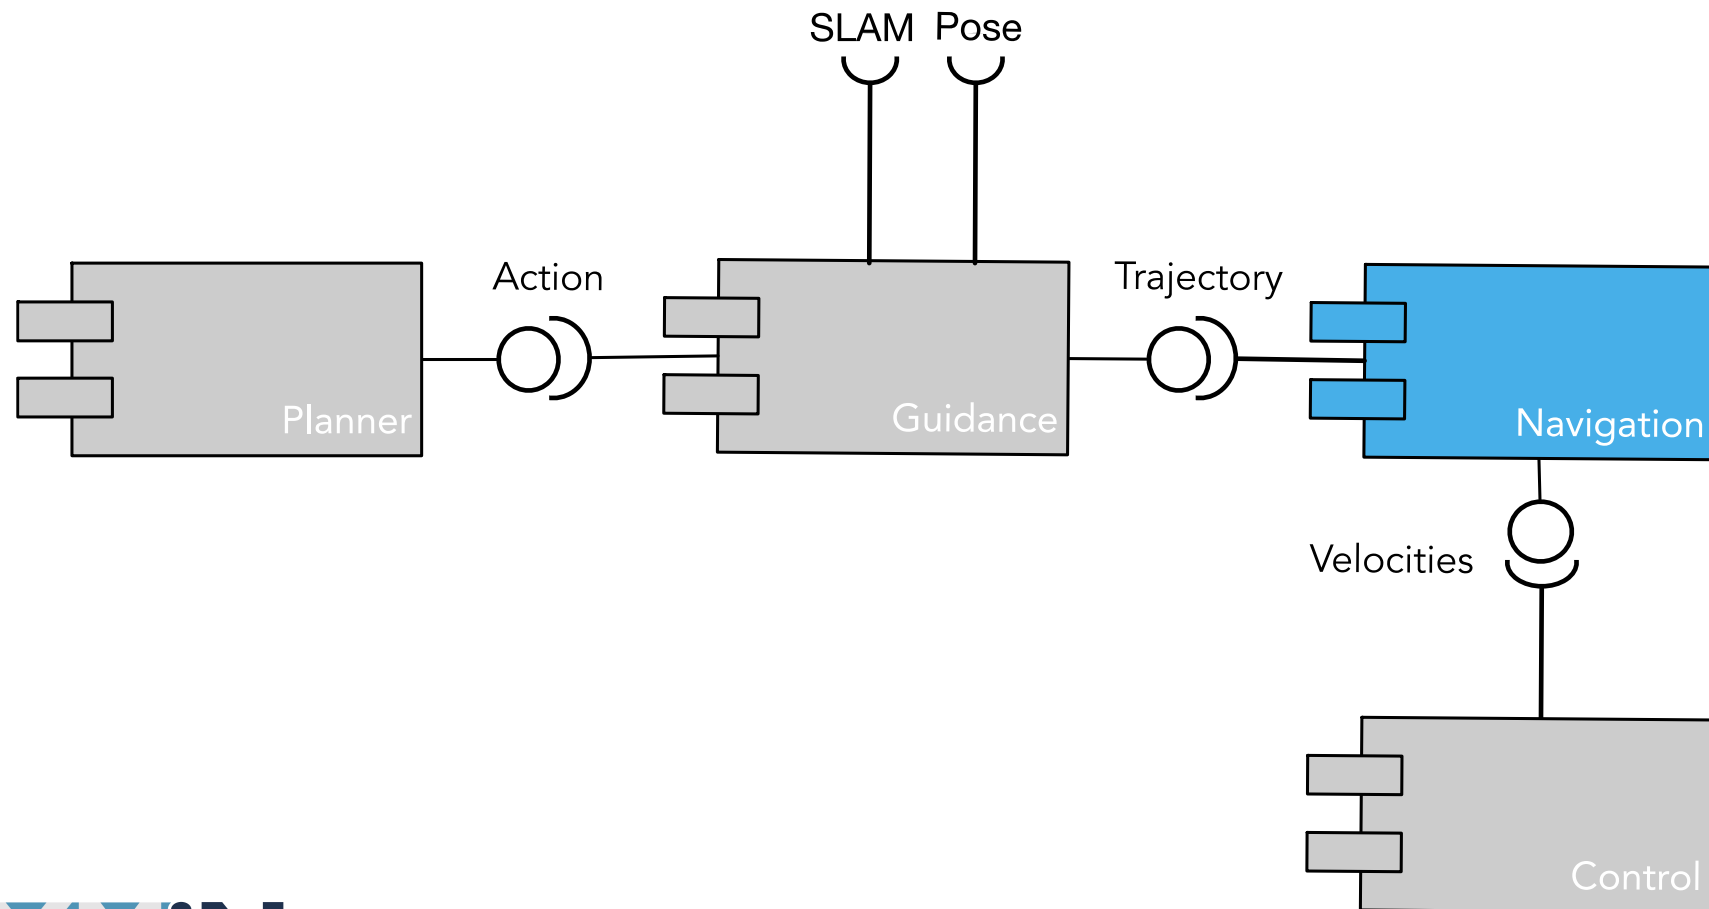 SLAM Pose
Action
Trajectory
Planner
Guidance
Navigation
Velocities
Control